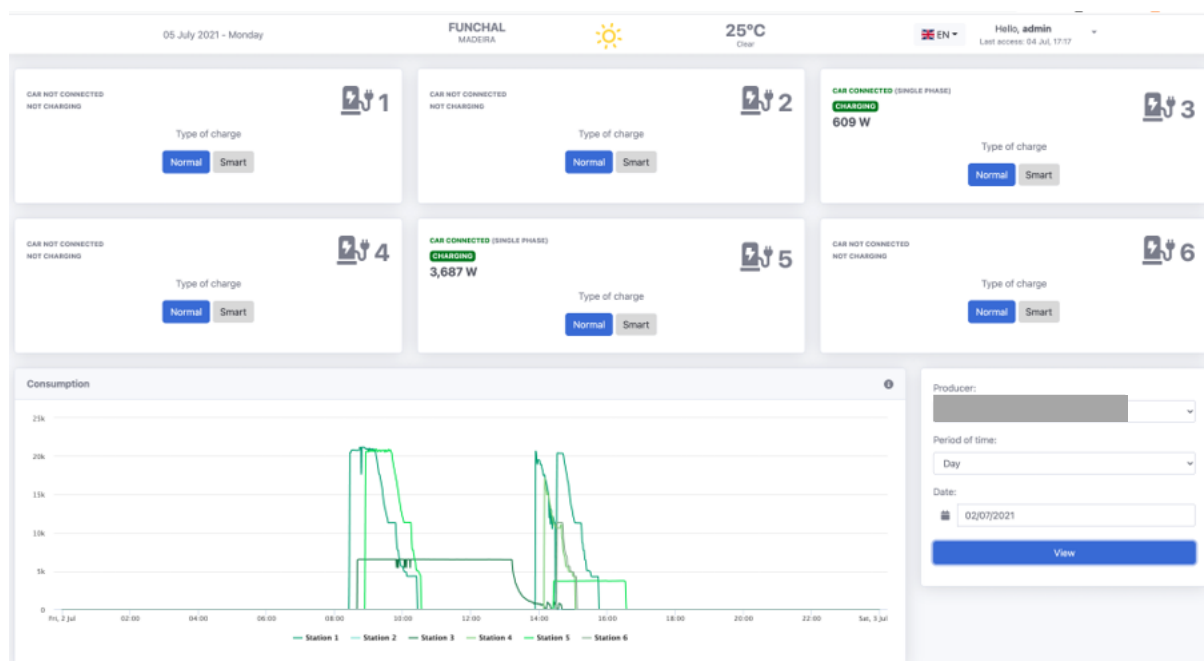 05 July 2021 - Monday
FUNCHAL
MADEIRA
25°C
Clear
EN
Hello, admin
Last access: 04 Jul, 17:17
CAR NOT CONNECTED
NOT CHARGING
1
Type of charge
Normal Smart
CAR NOT CONNECTED
NOT CHARGING
2
Type of charge
Normal Smart
CAR CONNECTED (SINGLE PHASE)
CHARGING
609 W
3
Type of charge
Normal Smart
CAR NOT CONNECTED
NOT CHARGING
4
Type of charge
Normal Smart
CAR CONNECTED (SINGLE PHASE)
CHARGING
3,687 W
5
Type of charge
Normal Smart
CAR NOT CONNECTED
NOT CHARGING
6
Type of charge
Normal Smart
Consumption
25k
20k
15k
10k
5k
0
Fri, 2 Jul 02:00 04:00 06:00 08:00 10:00 12:00 14:00 16:00 18:00 20:00 22:00 Sat, 3 Jul
Station 1 Station 2 Station 3 Station 4 Station 5 Station 6
Producer:
Period of time:
Day
Date:
02/07/2021
View